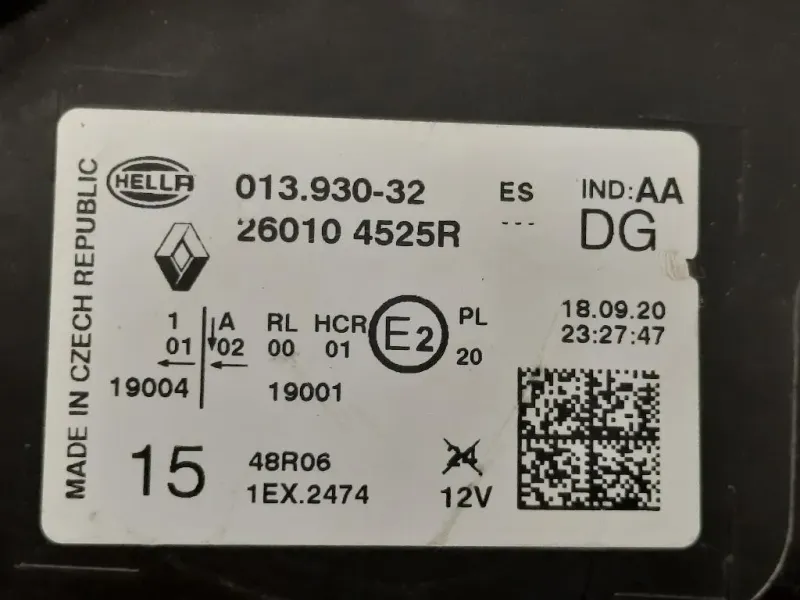 MADE IN CZECH REPUBLIC
HELLA 013.930-32 ES IND:AA
26010 4525R --- DG
18.09.20
23:27:47
1 A RL HCR E2 PL
01 02 00 01 20
19004 19001
15 48R06 24
1EX.2474 12V